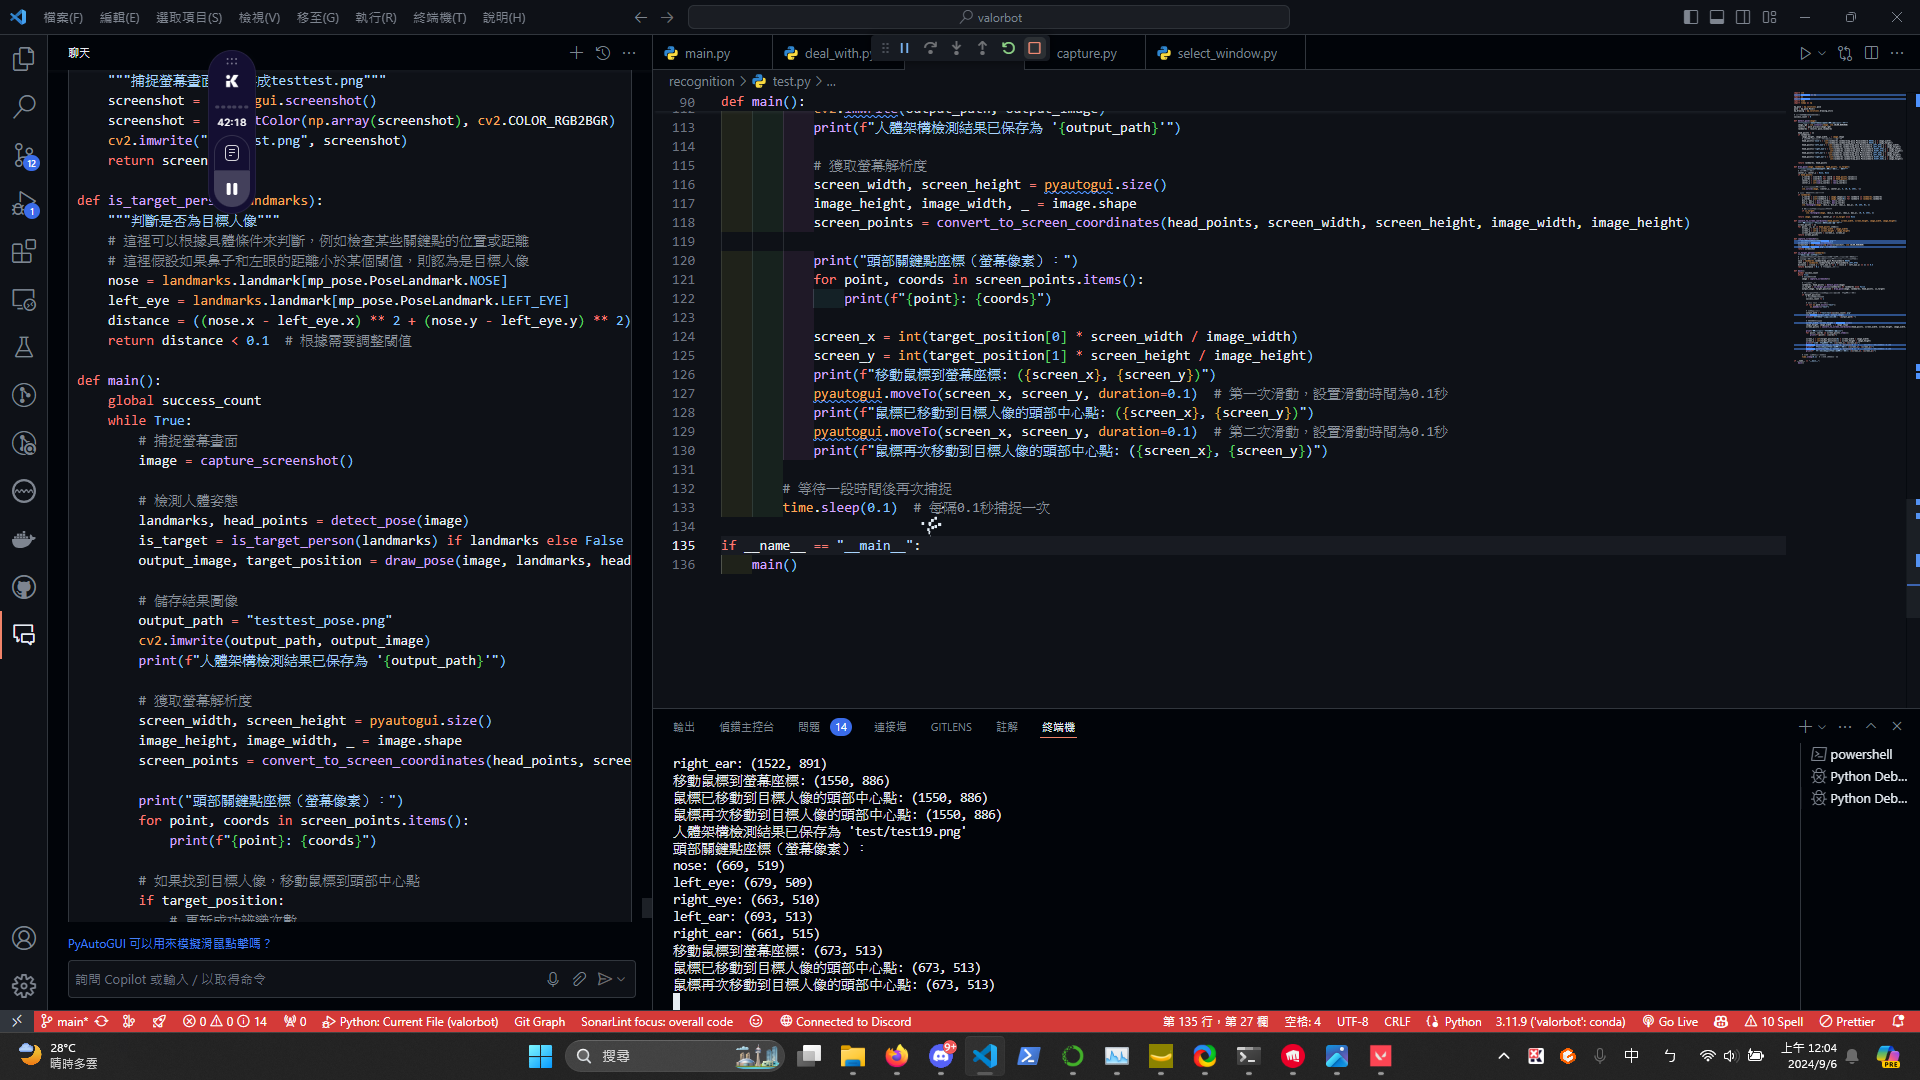 檔案(F) 編輯(E) 選取項目(S) 檢視(V) 移至(G) 執行(R) 終端機(T) 說明(H)
valorbot
聊天
"""捕捉螢幕畫面 成testtest.png"""
screenshot = gui.screenshot()
screenshot = tColor(np.array(screenshot), cv2.COLOR_RGB2BGR)
cv2.imwrite(" st.png", screenshot)
return screen
def is_target_pers ndmarks):
"""判斷是否為目標人像"""
# 這裡可以根據具體條件來判斷，例如檢查某些關鍵點的位置或距離
# 這裡假設如果鼻子和左眼的距離小於某個閾值，則認為是目標人像
nose = landmarks.landmark[mp_pose.PoseLandmark.NOSE]
left_eye = landmarks.landmark[mp_pose.PoseLandmark.LEFT_EYE]
distance = ((nose.x - left_eye.x) ** 2 + (nose.y - left_eye.y) ** 2)
return distance < 0.1  # 根據需要調整閾值
def main():
global success_count
while True:
# 捕捉螢幕畫面
image = capture_screenshot()
# 檢測人體姿態
landmarks, head_points = detect_pose(image)
is_target = is_target_person(landmarks) if landmarks else False
output_image, target_position = draw_pose(image, landmarks, head
# 儲存結果圖像
output_path = "testtest_pose.png"
cv2.imwrite(output_path, output_image)
print(f"人體架構檢測結果已保存為 '{output_path}'")
# 獲取螢幕解析度
screen_width, screen_height = pyautogui.size()
image_height, image_width, _ = image.shape
screen_points = convert_to_screen_coordinates(head_points, scree
print("頭部關鍵點座標（螢幕像素）：")
for point, coords in screen_points.items():
print(f"{point}: {coords}")
# 如果找到目標人像，移動鼠標到頭部中心點
if target_position:
# 更新成功辨識次數
PyAutoGUI 可以用來模擬滑鼠點擊嗎？
詢問 Copilot 或輸入 / 以取得命令
42:18
12
1
main.py deal_with.py capture.py select_window.py
recognition > test.py > ...
90 def main():
112 cv2.imwrite(output_path, output_image)
113 print(f"人體架構檢測結果已保存為 '{output_path}'")
114
115 # 獲取螢幕解析度
116 screen_width, screen_height = pyautogui.size()
117 image_height, image_width, _ = image.shape
118 screen_points = convert_to_screen_coordinates(head_points, screen_width, screen_height, image_width, image_height)
119
120 print("頭部關鍵點座標（螢幕像素）：")
121 for point, coords in screen_points.items():
122 print(f"{point}: {coords}")
123
124 screen_x = int(target_position[0] * screen_width / image_width)
125 screen_y = int(target_position[1] * screen_height / image_height)
126 print(f"移動鼠標到螢幕座標: ({screen_x}, {screen_y})")
127 pyautogui.moveTo(screen_x, screen_y, duration=0.1)  # 第一次滑動，設置滑動時間為0.1秒
128 print(f"鼠標已移動到目標人像的頭部中心點: ({screen_x}, {screen_y})")
129 pyautogui.moveTo(screen_x, screen_y, duration=0.1)  # 第二次滑動，設置滑動時間為0.1秒
130 print(f"鼠標再次移動到目標人像的頭部中心點: ({screen_x}, {screen_y})")
131
132 # 等待一段時間後再次捕捉
133 time.sleep(0.1)  # 每隔0.1秒捕捉一次
134
135 if __name__ == "__main__":
136 main()
輸出 偵錯主控台 問題 14 連接埠 GITLENS 註解 終端機
right_ear: (1522, 891)
移動鼠標到螢幕座標: (1550, 886)
鼠標已移動到目標人像的頭部中心點: (1550, 886)
鼠標再次移動到目標人像的頭部中心點: (1550, 886)
人體架構檢測結果已保存為 'test/test19.png'
頭部關鍵點座標（螢幕像素）：
nose: (669, 519)
left_eye: (679, 509)
right_eye: (663, 510)
left_ear: (693, 513)
right_ear: (661, 515)
移動鼠標到螢幕座標: (673, 513)
鼠標已移動到目標人像的頭部中心點: (673, 513)
鼠標再次移動到目標人像的頭部中心點: (673, 513)
powershell
Python Deb...
Python Deb...
main* 0 0 14 0 Python: Current File (valorbot) Git Graph SonarLint focus: overall code Connected to Discord 第 135 行，第 27 欄 空格: 4 UTF-8 CRLF Python 3.11.9 ('valorbot': conda) Go Live 10 Spell Prettier
28°C
晴時多雲
搜尋
9+
中
ㄅ
上午 12:04
2024/9/6
PRE